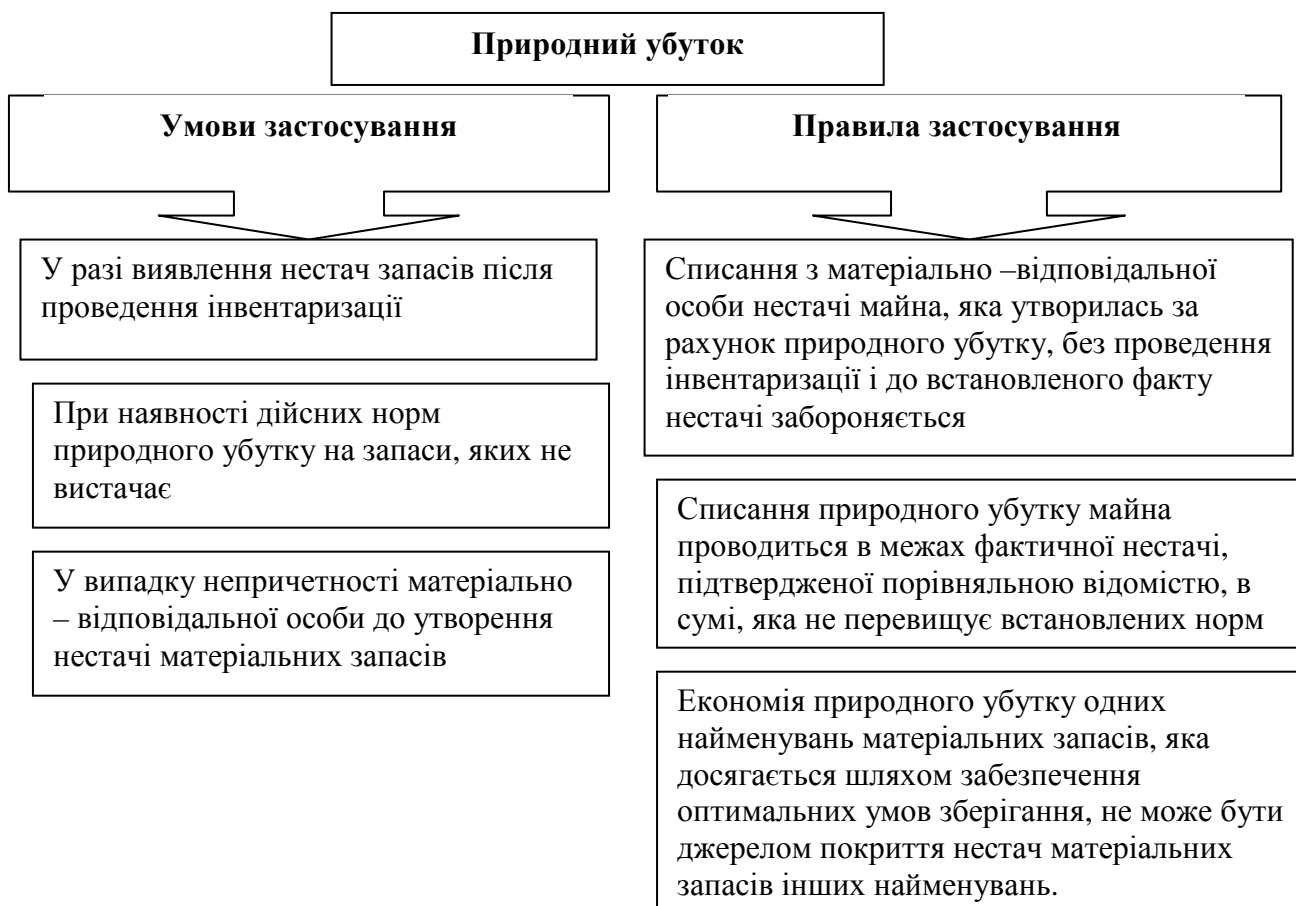 Природний убуток
Умови застосування
У разі виявлення нестач запасів після
проведення інвентаризації
При наявності дійсних норм
природного убутку на запаси, яких не
вистачає
У випадку непричетності матеріально
– відповідальної особи до утворення
нестачі матеріальних запасів
Правила застосування
Списання з матеріально –відповідальної
особи нестачі майна, яка утворилась за
рахунок природного убутку, без проведення
інвентаризації і до встановленого факту
нестачі забороняється
Списання природного убутку майна
проводиться в межах фактичної нестачі,
підтвердженої порівняльною відомістю, в
сумі, яка не перевищує встановлених норм
Економія природного убутку одних
найменувань матеріальних запасів, яка
досягається шляхом забезпечення
оптимальних умов зберігання, не може бути
джерелом покриття нестач матеріальних
запасів інших найменувань.